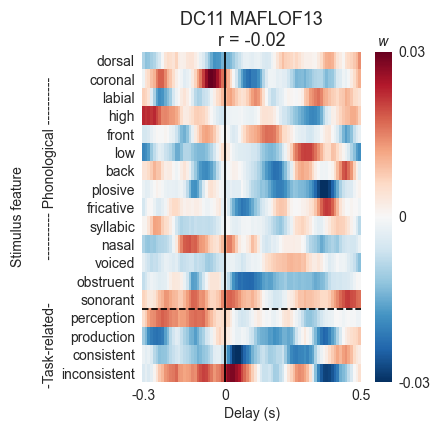 DC11 MAFLOF13
r = -0.02
w
0.03
0
-0.03
Stimulus feature
---------- Phonological ----------
-Task-related-
dorsal
coronal
labial
high
front
low
back
plosive
fricative
syllabic
nasal
voiced
obstruent
sonorant
perception
production
consistent
inconsistent
-0.3
0
0.5
Delay (s)